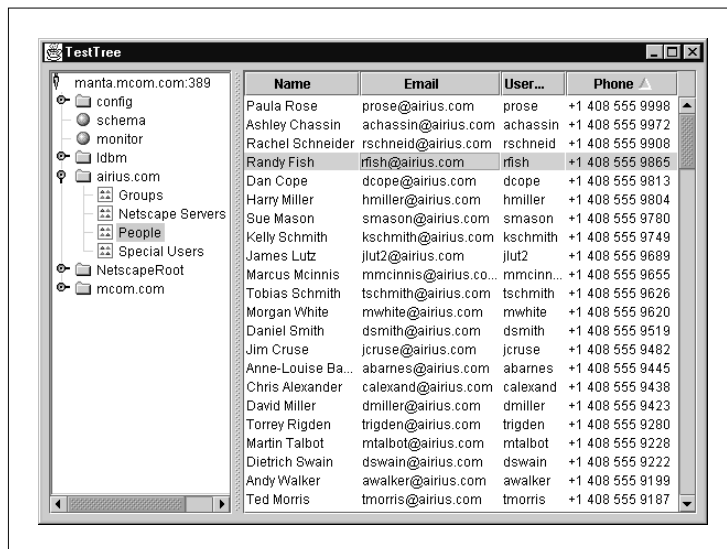 TestTree
manta.mcom.com:389
config
schema
monitor
ldbm
airius.com
Groups
Netscape Servers
People
Special Users
NetscapeRoot
mcom.com
Name Email User... Phone
Paula Rose prose@airius.com prose +1 408 555 9998
Ashley Chassin achassin@airius.com achassin +1 408 555 9972
Rachel Schneider rschneid@airius.com rschneid +1 408 555 9908
Randy Fish rfish@airius.com rfish +1 408 555 9865
Dan Cope dcope@airius.com dcope +1 408 555 9813
Harry Miller hmiller@airius.com hmiller +1 408 555 9804
Sue Mason smason@airius.com smason +1 408 555 9780
Kelly Schmith kschmith@airius.com kschmith +1 408 555 9749
James Lutz jlut2@airius.com jlut2 +1 408 555 9689
Marcus Mcinnis mmcinnis@airius.co... mmcinn... +1 408 555 9655
Tobias Schmith tschmith@airius.com tschmith +1 408 555 9626
Morgan White mwhite@airius.com mwhite +1 408 555 9620
Daniel Smith dsmith@airius.com dsmith +1 408 555 9519
Jim Cruse jcruse@airius.com jcruse +1 408 555 9482
Anne-Louise Ba... abarnes@airius.com abarnes +1 408 555 9445
Chris Alexander calexand@airius.com calexand +1 408 555 9438
David Miller dmiller@airius.com dmiller +1 408 555 9423
Torrey Rigden trigden@airius.com trigden +1 408 555 9280
Martin Talbot mtalbot@airius.com mtalbot +1 408 555 9228
Dietrich Swain dswain@airius.com dswain +1 408 555 9222
Andy Walker awalker@airius.com awalker +1 408 555 9199
Ted Morris tmorris@airius.com tmorris +1 408 555 9187